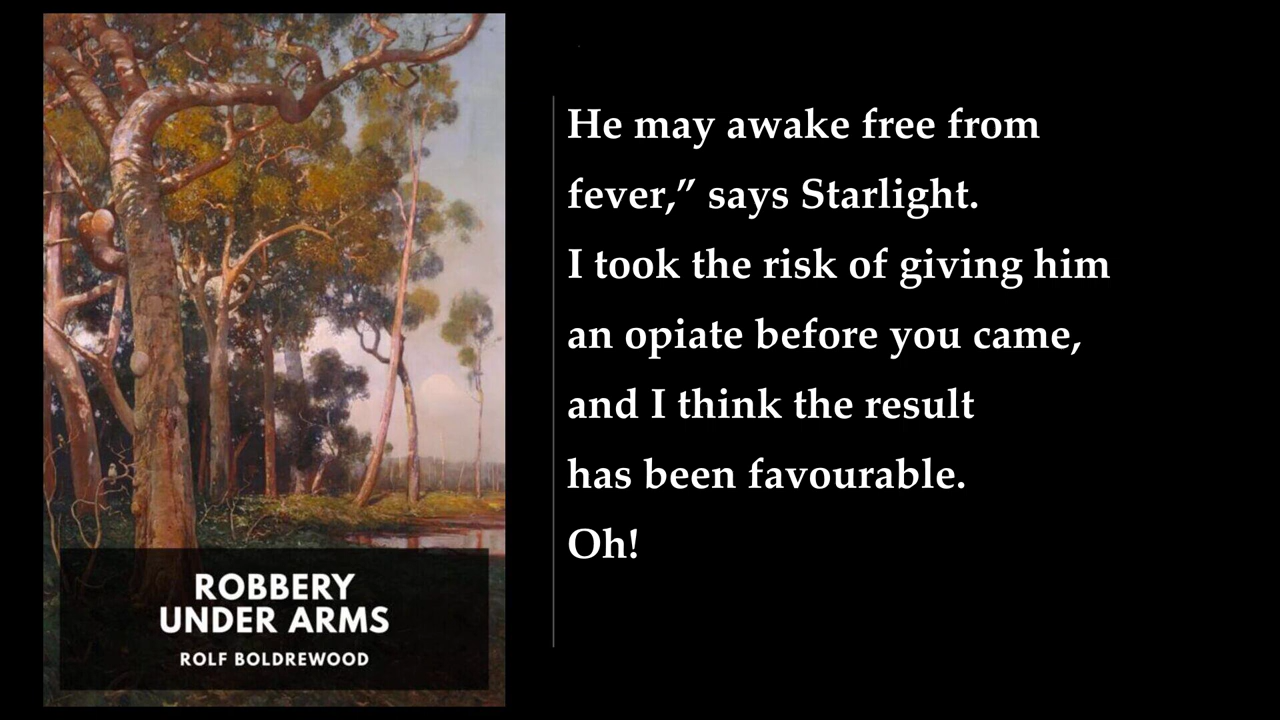 ROBBERY
UNDER ARMS
ROLF BOLDREWOOD
He may awake free from
fever,” says Starlight.
I took the risk of giving him
an opiate before you came,
and I think the result
has been favourable.
Oh!